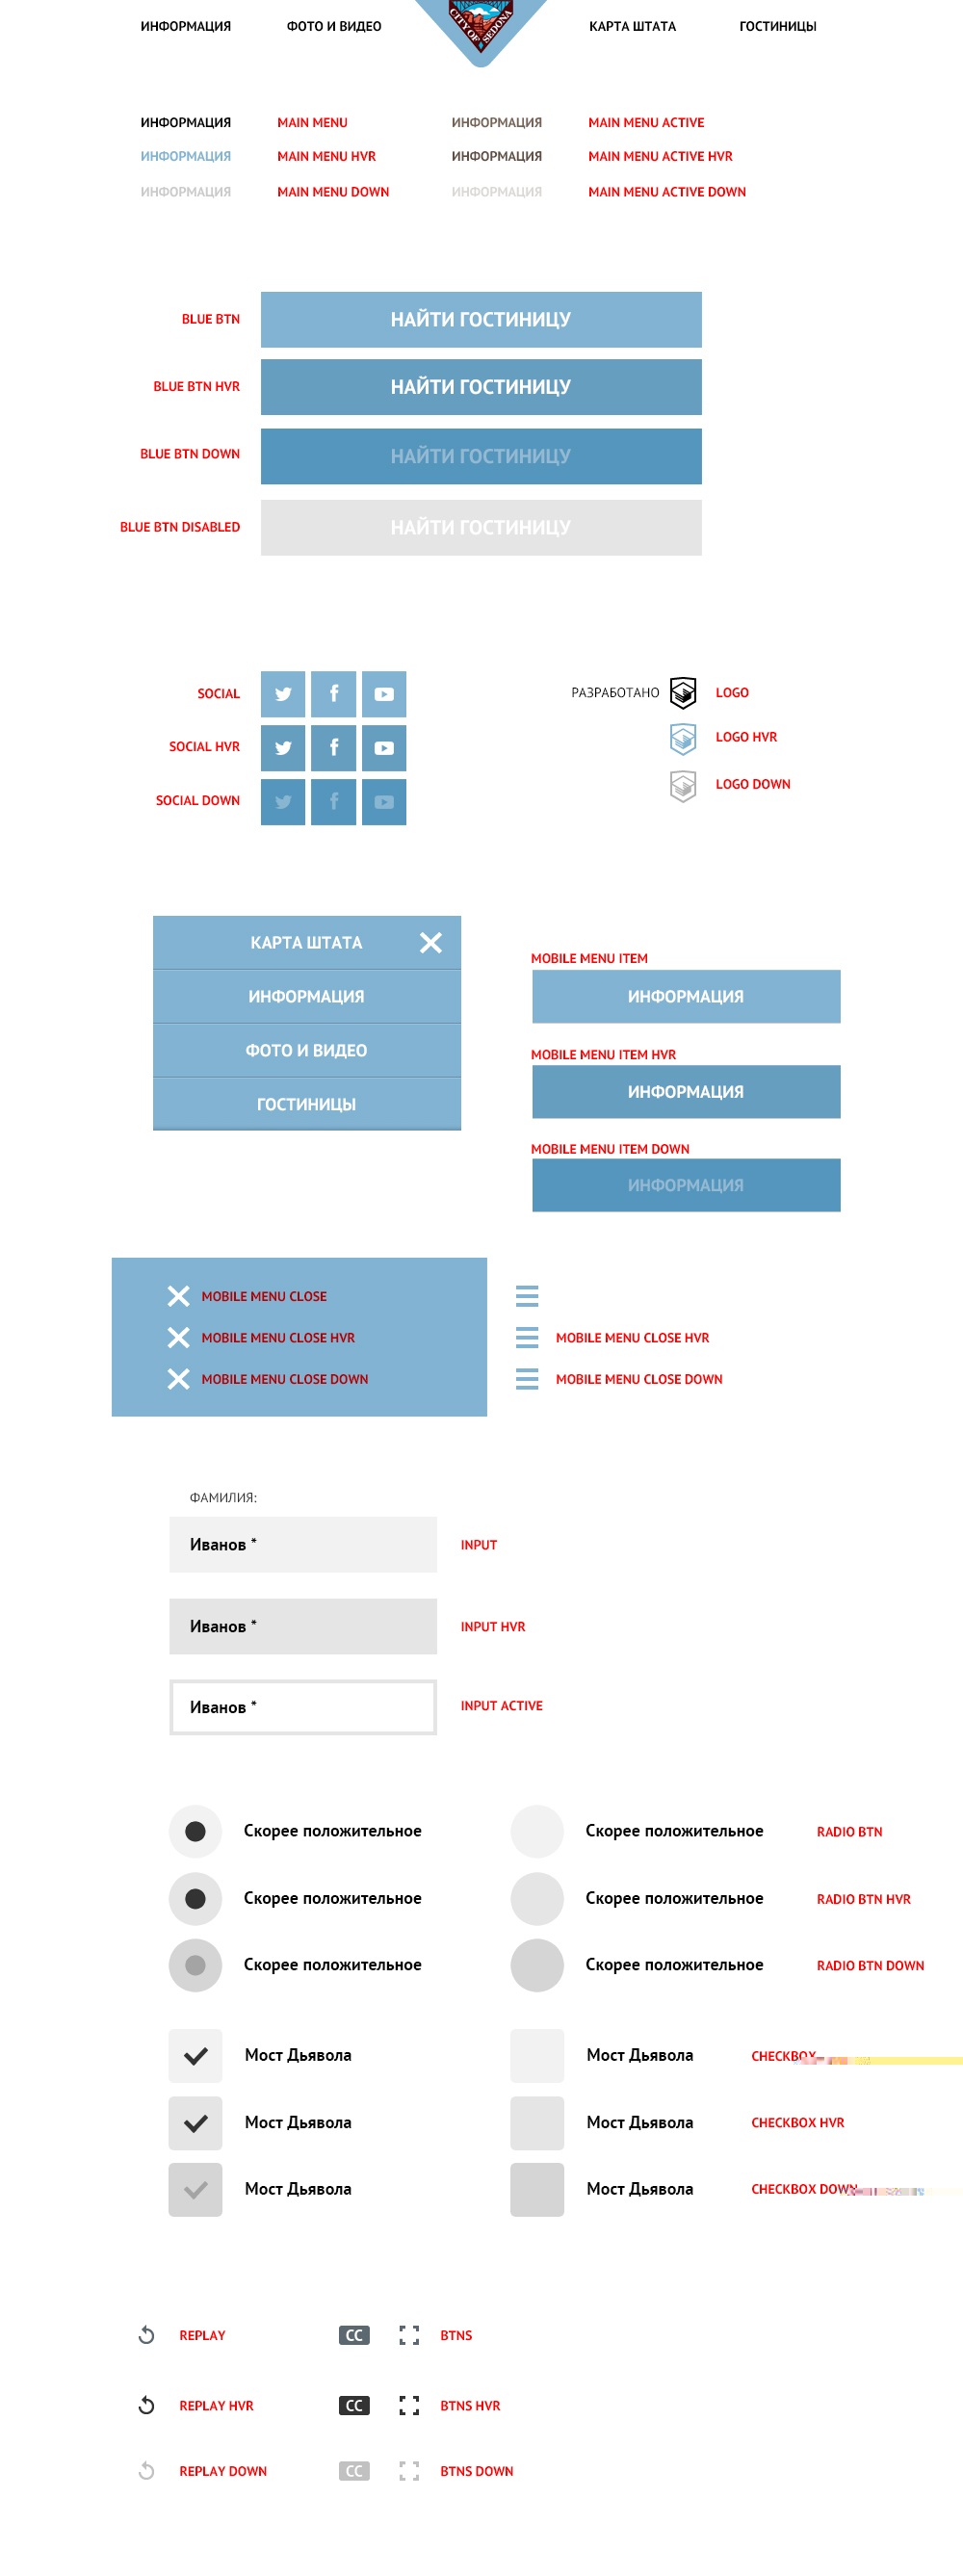 ИНФОРМАЦИЯ ФОТО И ВИДЕО CITY OF SEDONA КАРТА ШТАТА ГОСТИНИЦЫ
ИНФОРМАЦИЯ MAIN MENU ИНФОРМАЦИЯ MAIN MENU ACTIVE
ИНФОРМАЦИЯ MAIN MENU HVR ИНФОРМАЦИЯ MAIN MENU ACTIVE HVR
ИНФОРМАЦИЯ MAIN MENU DOWN ИНФОРМАЦИЯ MAIN MENU ACTIVE DOWN
BLUE BTN НАЙТИ ГОСТИНИЦУ
BLUE BTN HVR НАЙТИ ГОСТИНИЦУ
BLUE BTN DOWN НАЙТИ ГОСТИНИЦУ
BLUE BTN DISABLED НАЙТИ ГОСТИНИЦУ
SOCIAL f РАЗРАБОТАНО LOGO
SOCIAL HVR f LOGO HVR
SOCIAL DOWN f LOGO DOWN
КАРТА ШТАТА
ИНФОРМАЦИЯ
ФОТО И ВИДЕО
ГОСТИНИЦЫ
MOBILE MENU ITEM
ИНФОРМАЦИЯ
MOBILE MENU ITEM HVR
ИНФОРМАЦИЯ
MOBILE MENU ITEM DOWN
ИНФОРМАЦИЯ
MOBILE MENU CLOSE
MOBILE MENU CLOSE HVR MOBILE MENU CLOSE HVR
MOBILE MENU CLOSE DOWN MOBILE MENU CLOSE DOWN
ФАМИЛИЯ:
Иванов * INPUT
Иванов * INPUT HVR
Иванов * INPUT ACTIVE
Скорее положительное Скорее положительное RADIO BTN
Скорее положительное Скорее положительное RADIO BTN HVR
Скорее положительное Скорее положительное RADIO BTN DOWN
Мост Дьявола Мост Дьявола CHECKBOX
Мост Дьявола Мост Дьявола CHECKBOX HVR
Мост Дьявола Мост Дьявола CHECKBOX DOWN
REPLAY CC BTNS
REPLAY HVR CC BTNS HVR
REPLAY DOWN CC BTNS DOWN